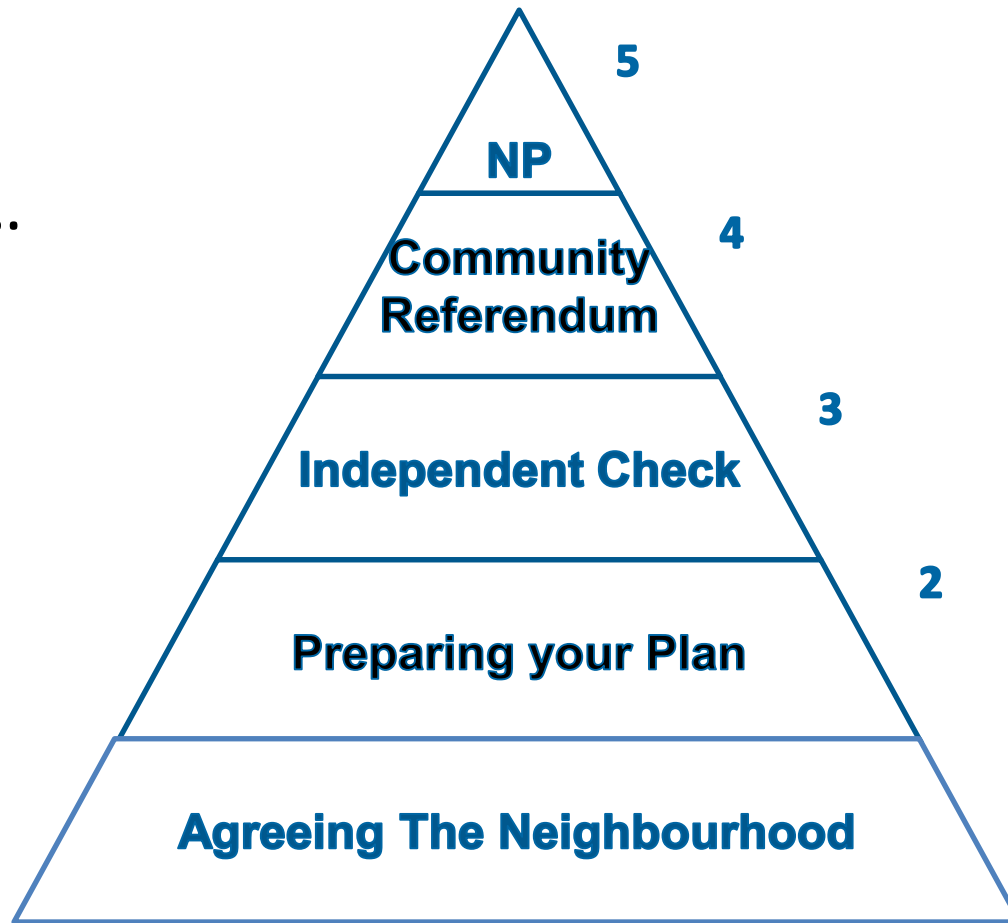 5
NP
4
Community
Referendum
3
Independent Check
2
Preparing your Plan
Agreeing The Neighbourhood